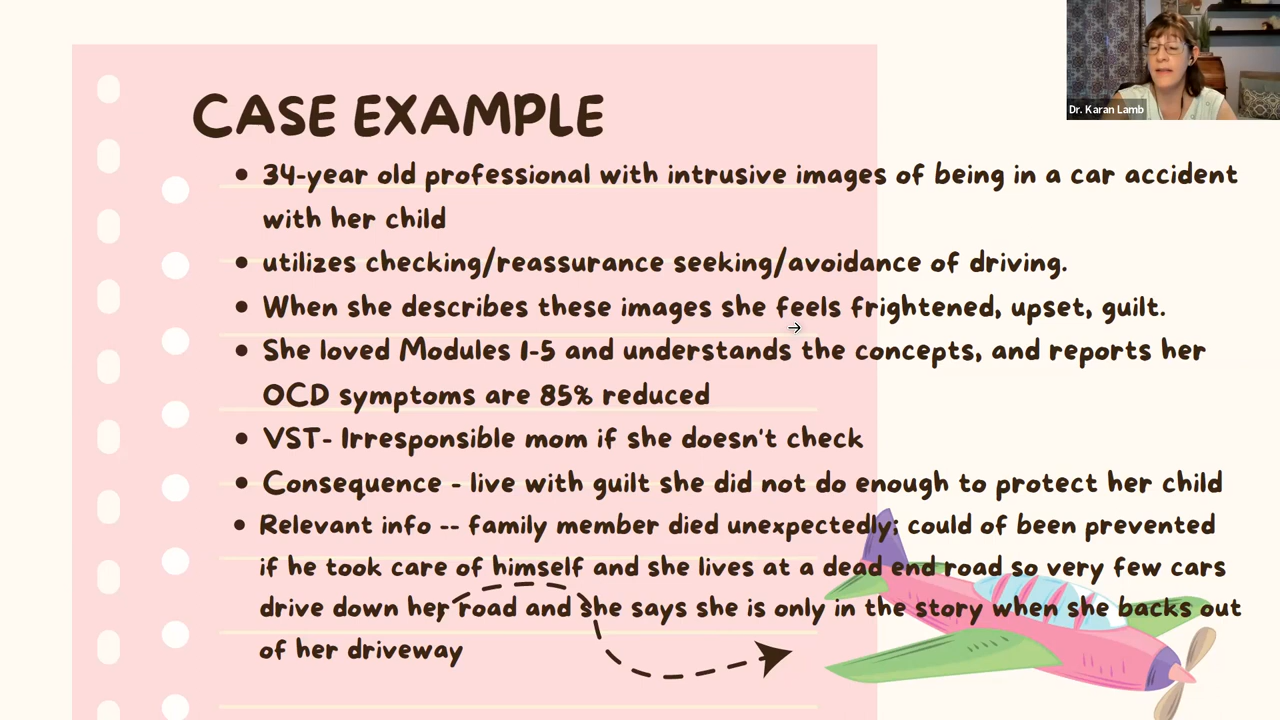 CASE EXAMPLE
34-year old professional with intrusive images of being in a car accident
with her child
utilizes checking/reassurance seeking/avoidance of driving.
When she describes these images she feels frightened, upset, guilt.
She loved Modules 1-5 and understands the concepts, and reports her
OCD symptoms are 85% reduced
VST- Irresponsible mom if she doesn't check
Consequence - live with guilt she did not do enough to protect her child
Relevant info -- family member died unexpectedly; could of been prevented
if he took care of himself and she lives at a dead end road so very few cars
drive down her road and she says she is only in the story when she backs out
of her driveway
Dr. Karan Lamb